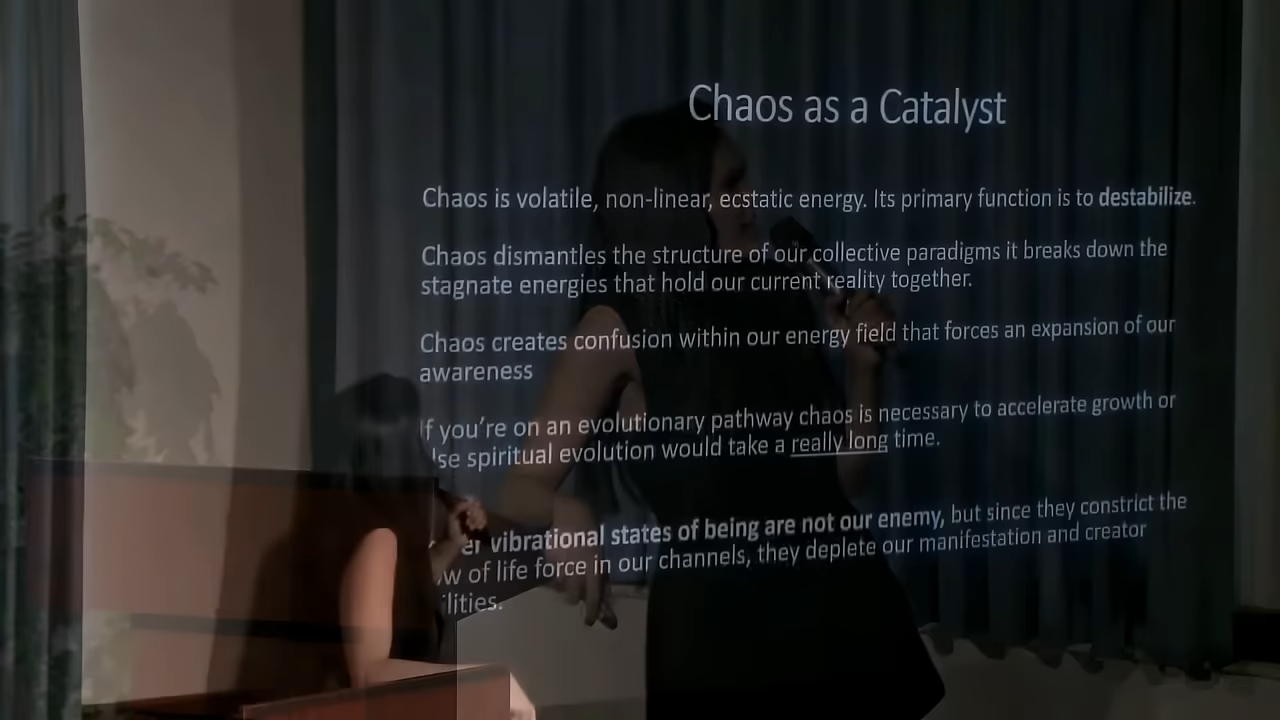 Chaos as a Catalyst
Chaos is volatile, non-linear, ecstatic energy. Its primary function is to destabilize.
Chaos dismantles the structure of our collective paradigms it breaks down the
stagnate energies that hold our current reality together.
Chaos creates confusion within our energy field that forces an expansion of our
awareness
If you're on an evolutionary pathway chaos is necessary to accelerate growth or
spiritual evolution would take a really long time.
vibrational states of being are not our enemy, but since they constrict the
of life force in our channels, they deplete our manifestation and creator